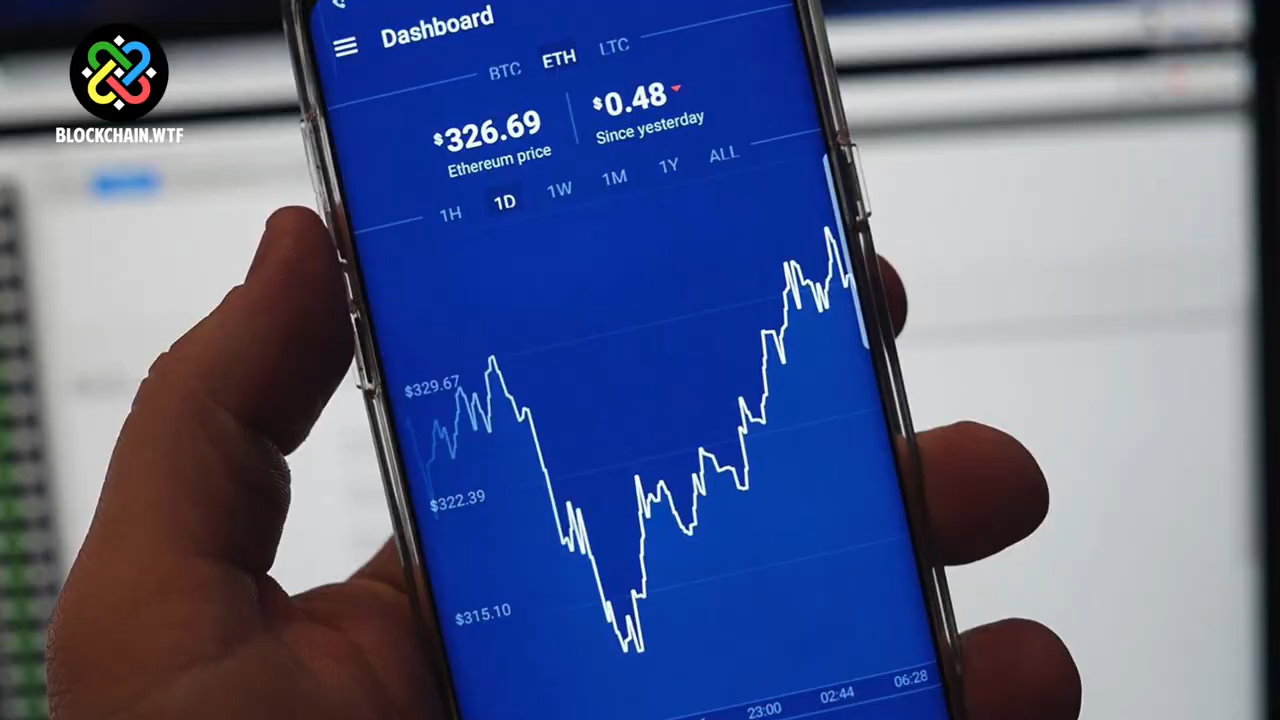 Dashboard
BTC ETH LTC
$326.69 $0.48
Ethereum price Since yesterday
1H 1D 1W 1M 1Y ALL
$329.67
$322.39
$315.10
23:00 02:44 06:28
BLOCKCHAIN.WTF